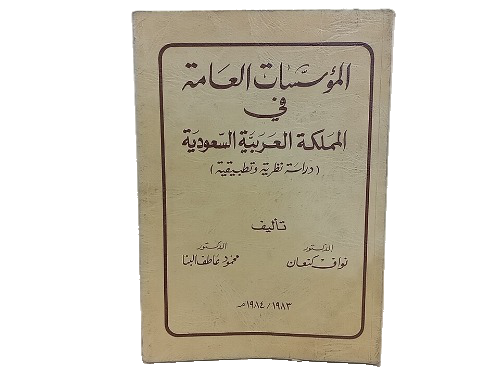 المؤسسات العامة
في
المملكة العربية السعودية
(دراسة نظرية وتطبيقية)
تأليف
الدكتور الدكتور
نواف كنعان محمود عاطف البنا
١٩٨٣/١٩٨٤م